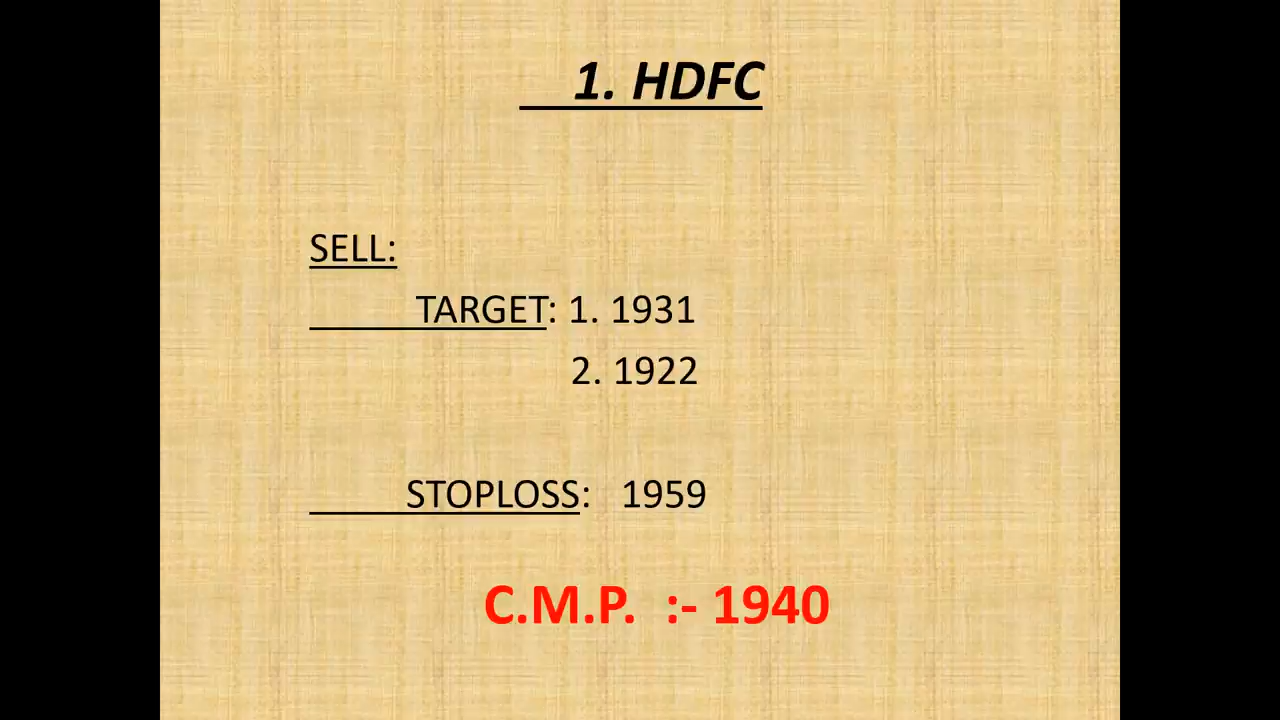 1. HDFC
SELL:
TARGET: 1. 1931
2. 1922
STOPLOSS: 1959
C.M.P. :- 1940